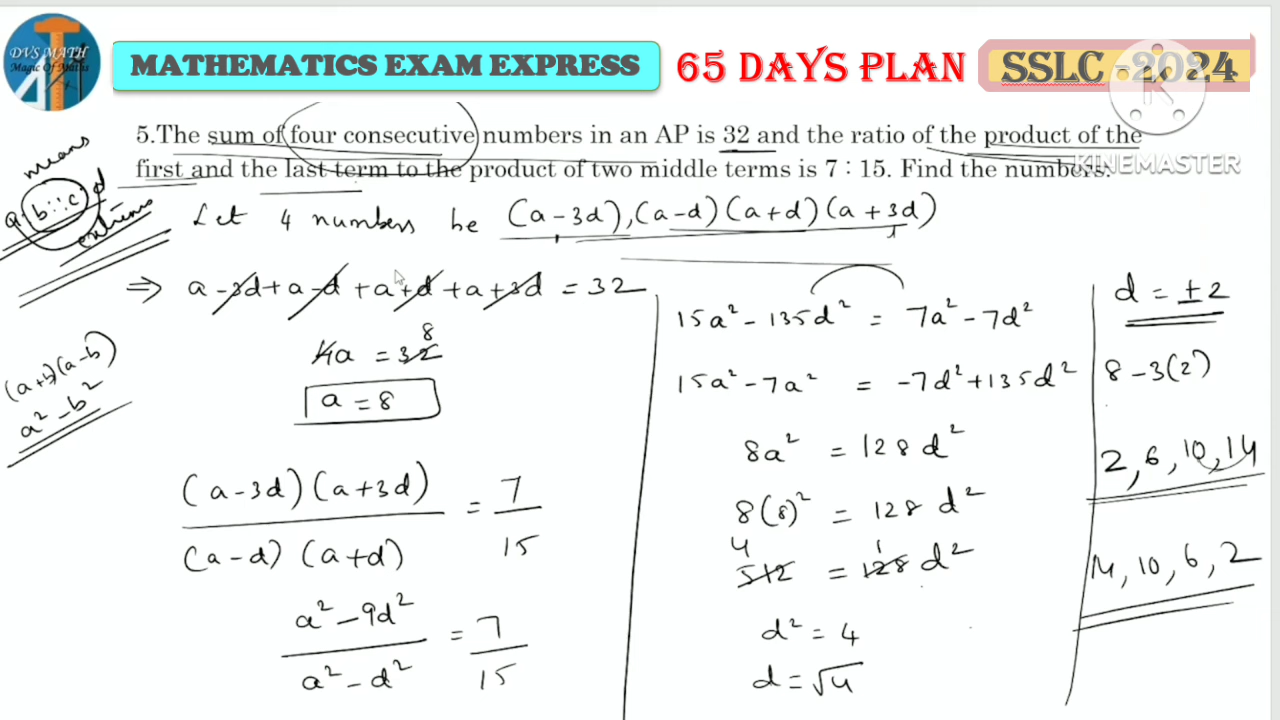 DVS MATH
Magic Of Maths
MATHEMATICS EXAM EXPRESS
65 DAYS PLAN
SSLC -2024
KINEMASTER
5.The sum of four consecutive numbers in an AP is 32 and the ratio of the product of the
first and the last term to the product of two middle terms is 7 : 15. Find the numbers.
means
a:b::c:d
extrims
Let 4 numbers be (a-3d),(a-d)(a+d)(a+3d)
⇒ a-3d+a-d+a+d+a+3d = 32
8
4a = 32
a = 8
(a+b)(a-b)
a²-b²
(a-3d)(a+3d) / (a-d)(a+d) = 7/15
a²-9d² / a²-d² = 7/15
15a² - 135d² = 7a² - 7d²
15a² - 7a² = -7d² + 135d²
8a² = 128d²
8(8)² = 128 d²
4 1
512 = 128 d²
d² = 4
d = √4
d = ±2
8-3(2)
2, 6, 10, 14
14, 10, 6, 2